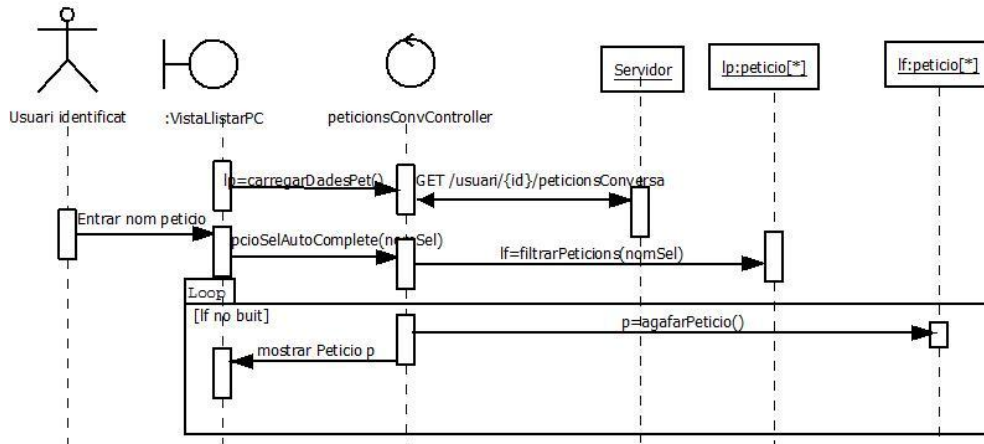 Servidor
lp:peticio[*]
lf:peticio[*]
Usuari identificat
:VistaLlistarPC
peticionsConvController
lp=carregarDadesPet()
GET /usuari/{id}/peticionsConversa
Entrar nom peticio
pcioSelAutoComplete(nomSel)
lf=filtrarPeticions(nomSel)
Loop
[lf no buit]
p=agafarPeticio()
mostrar Peticio p